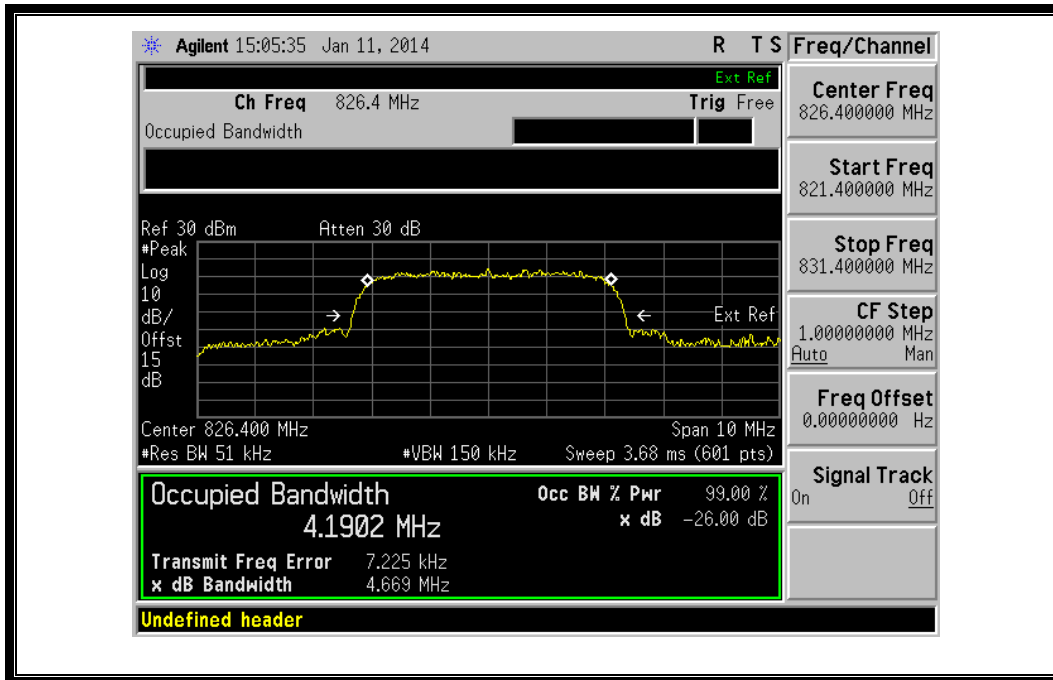 Agilent 15:05:35 Jan 11, 2014 R T S
Ext Ref
Ch Freq 826.4 MHz Trig Free
Occupied Bandwidth
Ref 30 dBm Atten 30 dB
#Peak
Log
10
dB/
Offst
15
dB
Ext Ref
Center 826.400 MHz Span 10 MHz
#Res BW 51 kHz #VBW 150 kHz Sweep 3.68 ms (601 pts)
Occupied Bandwidth
4.1902 MHz
Occ BW % Pwr 99.00 %
x dB -26.00 dB
Transmit Freq Error 7.225 kHz
x dB Bandwidth 4.669 MHz
Undefined header
Freq/Channel
Center Freq
826.400000 MHz
Start Freq
821.400000 MHz
Stop Freq
831.400000 MHz
CF Step
1.00000000 MHz
Auto Man
Freq Offset
0.00000000 Hz
Signal Track
On Off